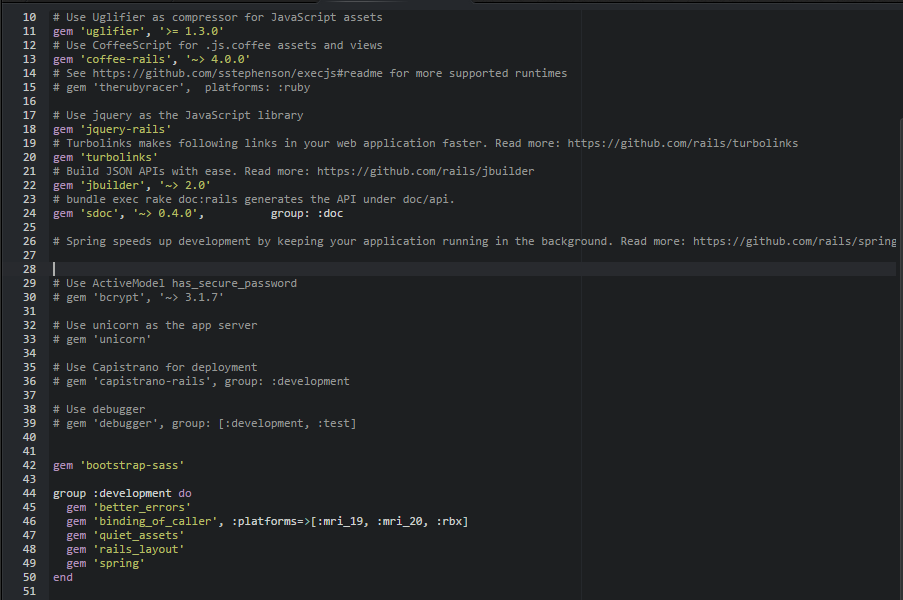 10 # Use Uglifier as compressor for JavaScript assets
11 gem 'uglifier', '>= 1.3.0'
12 # Use CoffeeScript for .js.coffee assets and views
13 gem 'coffee-rails', '~> 4.0.0'
14 # See https://github.com/sstephenson/execjs#readme for more supported runtimes
15 # gem 'therubyracer',  platforms: :ruby
16
17 # Use jquery as the JavaScript library
18 gem 'jquery-rails'
19 # Turbolinks makes following links in your web application faster. Read more: https://github.com/rails/turbolinks
20 gem 'turbolinks'
21 # Build JSON APIs with ease. Read more: https://github.com/rails/jbuilder
22 gem 'jbuilder', '~> 2.0'
23 # bundle exec rake doc:rails generates the API under doc/api.
24 gem 'sdoc', '~> 0.4.0',          group: :doc
25
26 # Spring speeds up development by keeping your application running in the background. Read more: https://github.com/rails/spring
27
28
29 # Use ActiveModel has_secure_password
30 # gem 'bcrypt', '~> 3.1.7'
31
32 # Use unicorn as the app server
33 # gem 'unicorn'
34
35 # Use Capistrano for deployment
36 # gem 'capistrano-rails', group: :development
37
38 # Use debugger
39 # gem 'debugger', group: [:development, :test]
40
41
42 gem 'bootstrap-sass'
43
44 group :development do
45   gem 'better_errors'
46   gem 'binding_of_caller', :platforms=>[:mri_19, :mri_20, :rbx]
47   gem 'quiet_assets'
48   gem 'rails_layout'
49   gem 'spring'
50 end
51